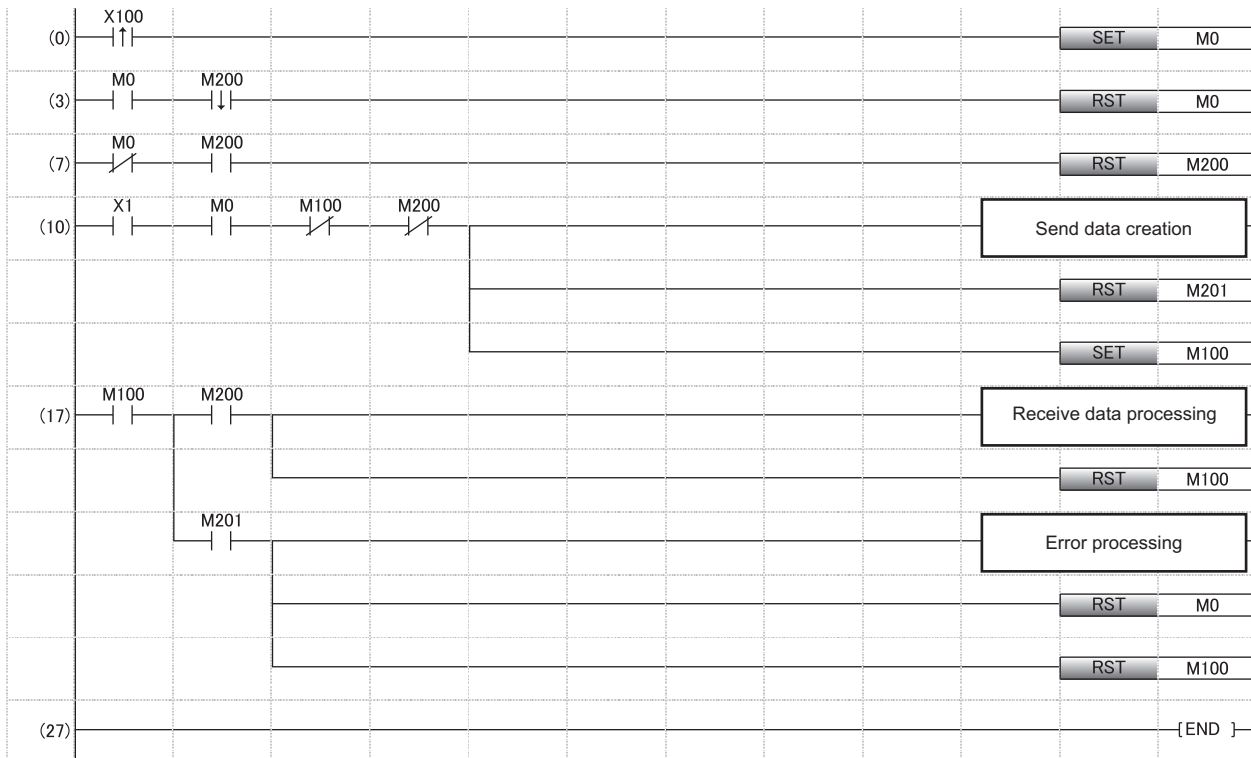 X100
(0) SET M0
M0 M200
(3) RST M0
M0 M200
(7) RST M200
X1 M0 M100 M200
(10) Send data creation
RST M201
SET M100
M100 M200
(17) Receive data processing
RST M100
M201
Error processing
RST M0
RST M100
(27) [END ]